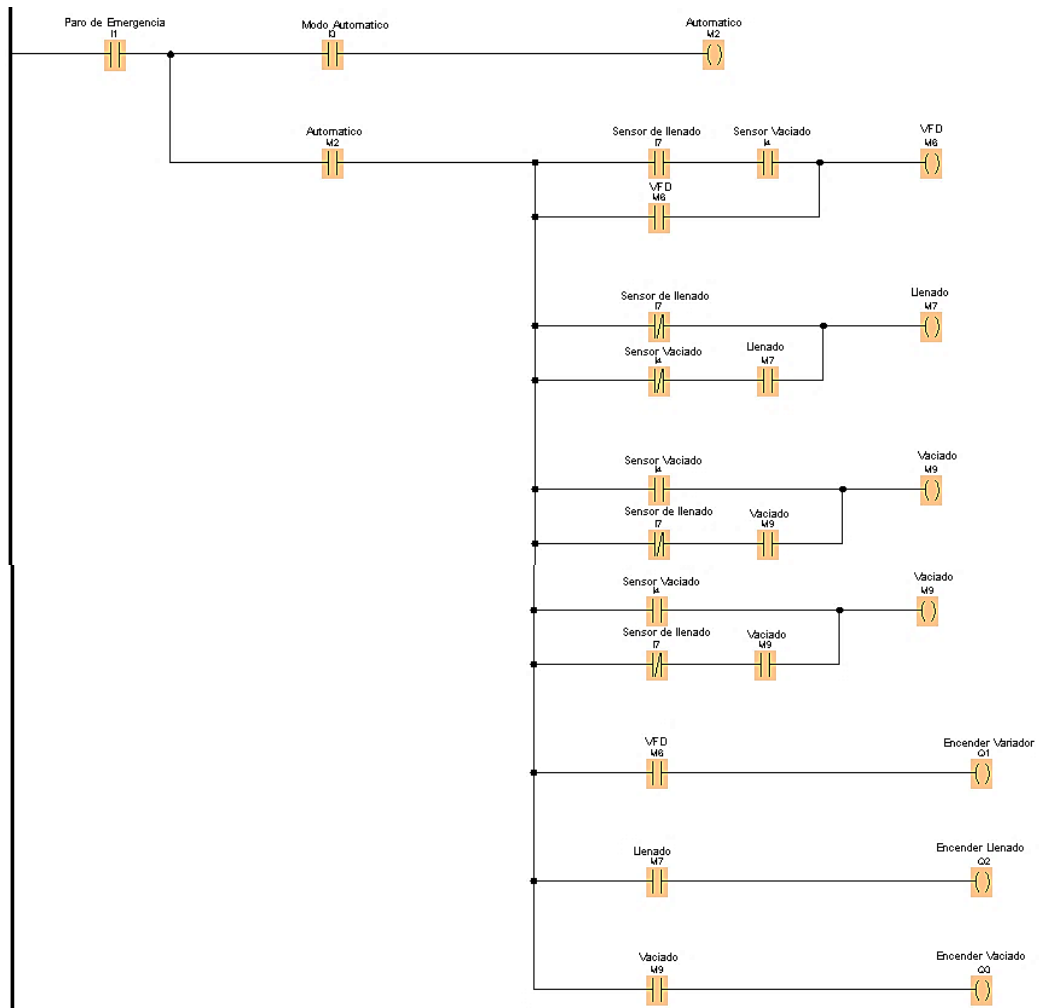 Paro de Emergencia
I1
Modo Automatico
I3
Automatico
M2
Automatico
M2
Sensor de llenado
I7
Sensor Vaciado
I4
VFD
M6
VFD
M6
Sensor de llenado
I7
Llenado
M7
Sensor Vaciado
I4
Llenado
M7
Sensor Vaciado
I4
Vaciado
M9
Sensor de llenado
I7
Vaciado
M9
Sensor Vaciado
I4
Vaciado
M9
Sensor de llenado
I7
Vaciado
M9
VFD
M6
Encender Variador
Q1
Llenado
M7
Encender Llenado
Q2
Vaciado
M9
Encender Vaciado
Q3